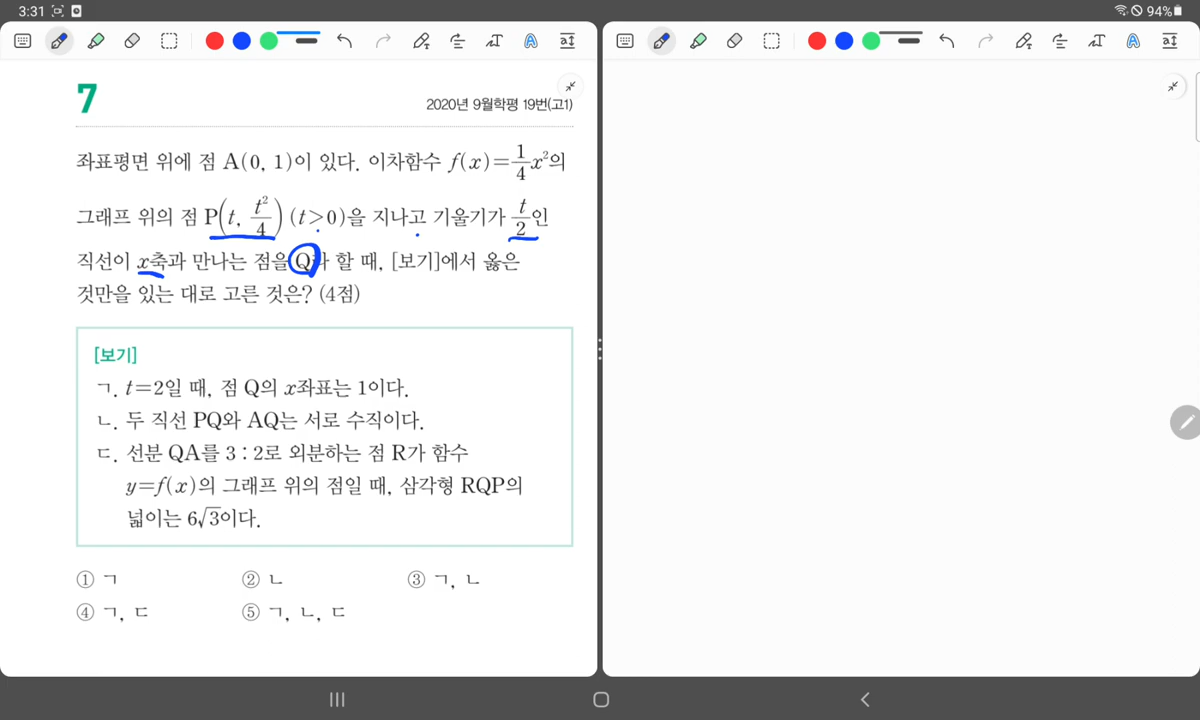 3:31 94%
7
2020년 9월학평 19번(고1)
좌표평면 위에 점 A(0, 1)이 있다. 이차함수 f(x)=1/4x²의
그래프 위의 점 P(t, t²/4) (t>0)을 지나고 기울기가 t/2인
직선이 x축과 만나는 점을 Q라 할 때, [보기]에서 옳은
것만을 있는 대로 고른 것은? (4점)
[보기]
ㄱ. t=2일 때, 점 Q의 x좌표는 1이다.
ㄴ. 두 직선 PQ와 AQ는 서로 수직이다.
ㄷ. 선분 QA를 3 : 2로 외분하는 점 R가 함수
y=f(x)의 그래프 위의 점일 때, 삼각형 RQP의
넓이는 6√3이다.
① ㄱ ② ㄴ ③ ㄱ, ㄴ
④ ㄱ, ㄷ ⑤ ㄱ, ㄴ, ㄷ